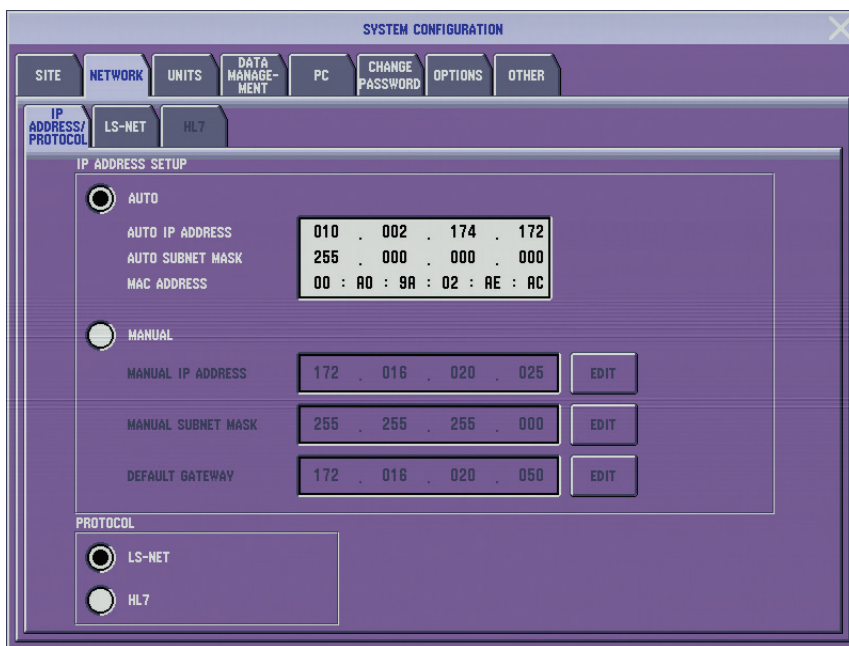 SYSTEM CONFIGURATION
SITE NETWORK UNITS DATA MANAGE- MENT PC CHANGE PASSWORD OPTIONS OTHER
IP ADDRESS/ PROTOCOL LS-NET HL7
IP ADDRESS SETUP
AUTO
AUTO IP ADDRESS 010 . 002 . 174 . 172
AUTO SUBNET MASK 255 . 000 . 000 . 000
MAC ADDRESS 00 : A0 : 9A : 02 : AE : AC
MANUAL
MANUAL IP ADDRESS 172 . 016 . 020 . 025 EDIT
MANUAL SUBNET MASK 255 . 255 . 255 . 000 EDIT
DEFAULT GATEWAY 172 . 016 . 020 . 050 EDIT
PROTOCOL
LS-NET
HL7